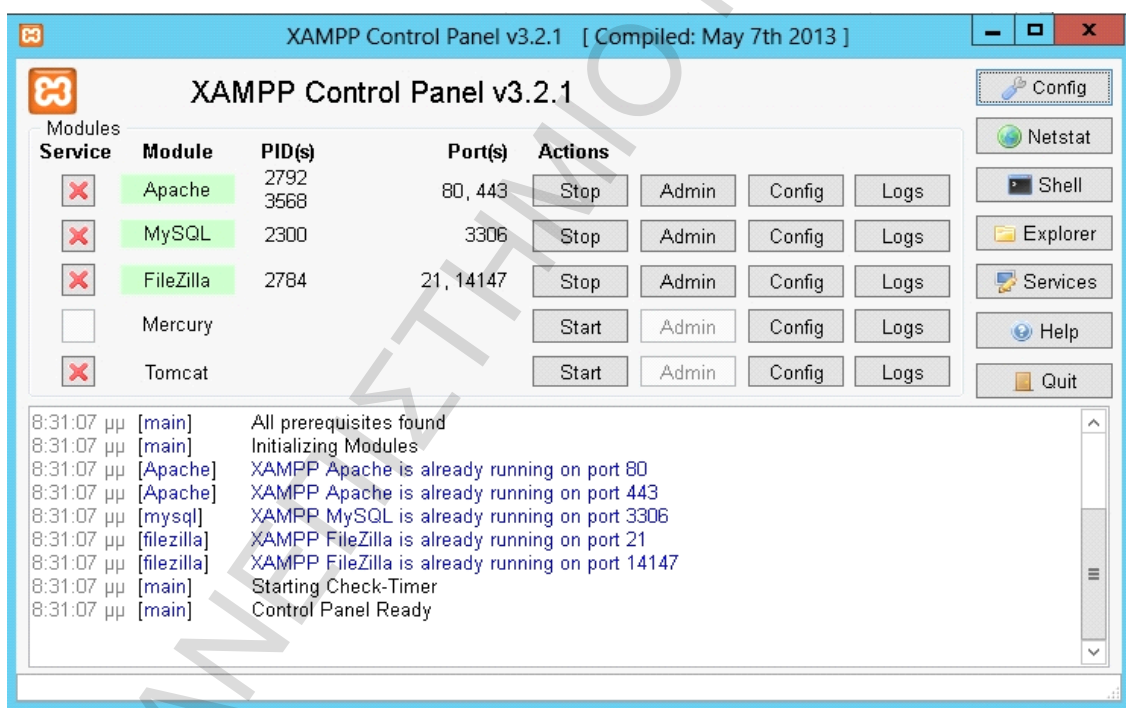 XAMPP Control Panel v3.2.1 [ Compiled: May 7th 2013 ]
XAMPP Control Panel v3.2.1
Config
Modules
Netstat
Service Module PID(s) Port(s) Actions
Apache 2792 3568 80, 443 Stop Admin Config Logs
Shell
MySQL 2300 3306 Stop Admin Config Logs
Explorer
FileZilla 2784 21, 14147 Stop Admin Config Logs
Services
Mercury Start Admin Config Logs
Help
Tomcat Start Admin Config Logs
Quit
8:31:07 μμ [main] All prerequisites found
8:31:07 μμ [main] Initializing Modules
8:31:07 μμ [Apache] XAMPP Apache is already running on port 80
8:31:07 μμ [Apache] XAMPP Apache is already running on port 443
8:31:07 μμ [mysql] XAMPP MySQL is already running on port 3306
8:31:07 μμ [filezilla] XAMPP FileZilla is already running on port 21
8:31:07 μμ [filezilla] XAMPP FileZilla is already running on port 14147
8:31:07 μμ [main] Starting Check-Timer
8:31:07 μμ [main] Control Panel Ready
ΑΝΕΠΙΣΤΗΜΙΟ